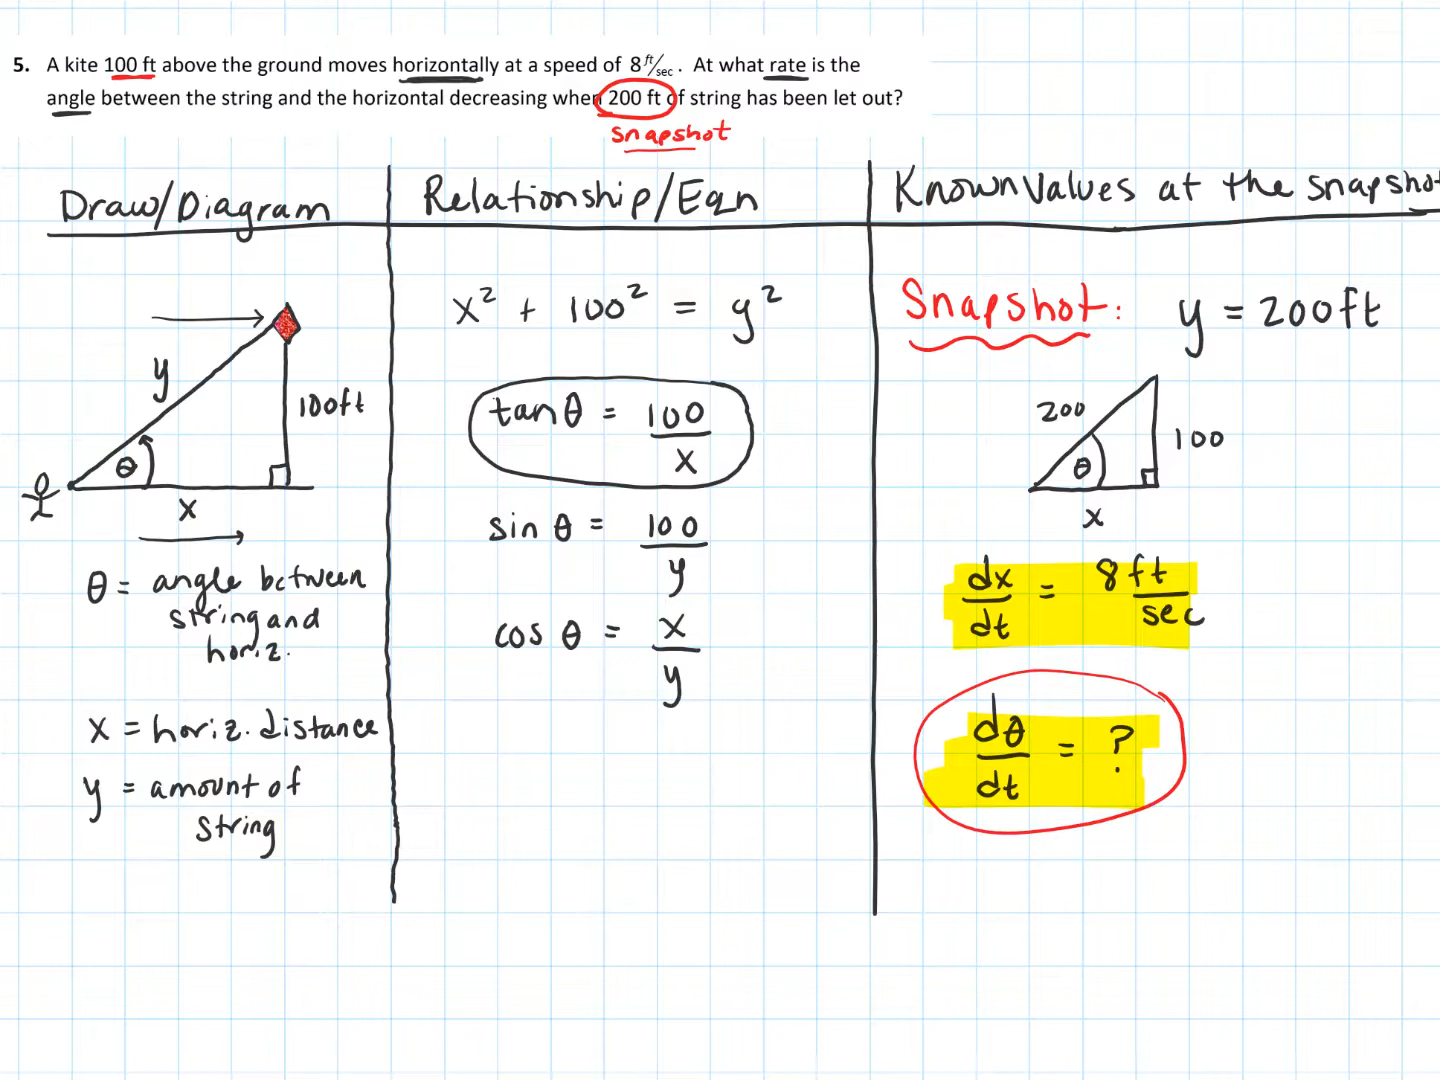 5. A kite 100 ft above the ground moves horizontally at a speed of 8 ft/sec. At what rate is the
angle between the string and the horizontal decreasing when 200 ft of string has been let out?
Snapshot
Draw/Diagram
y
100ft
θ
x
θ = angle between
string and
horiz.
x = horiz. distance
y = amount of
string
Relationship/Eqn
x² + 100² = y²
tan θ = 100/x
sin θ = 100/y
cos θ = x/y
Known Values at the snapshot
Snapshot: y = 200ft
200
100
θ
x
dx/dt = 8 ft/sec
dθ/dt = ?